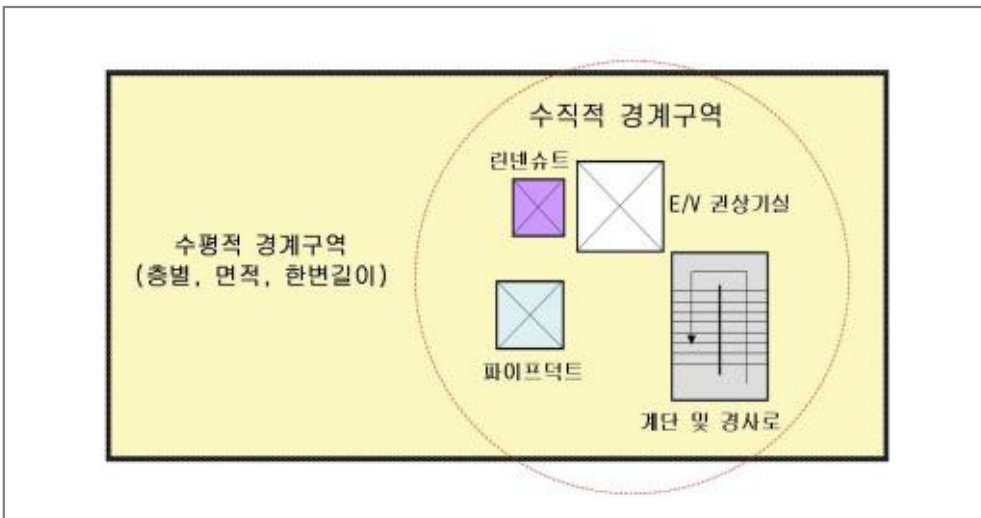 수직적 경계구역
린넨슈트
E/V 권상기실
수평적 경계구역
(층별, 면적, 한변길이)
파이프덕트
계단 및 경사로